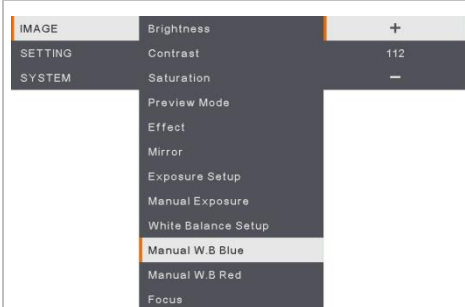 IMAGE
SETTING
SYSTEM
Brightness
Contrast
Saturation
Preview Mode
Effect
Mirror
Exposure Setup
Manual Exposure
White Balance Setup
Manual W.B Blue
Manual W.B Red
Focus
+
112
−